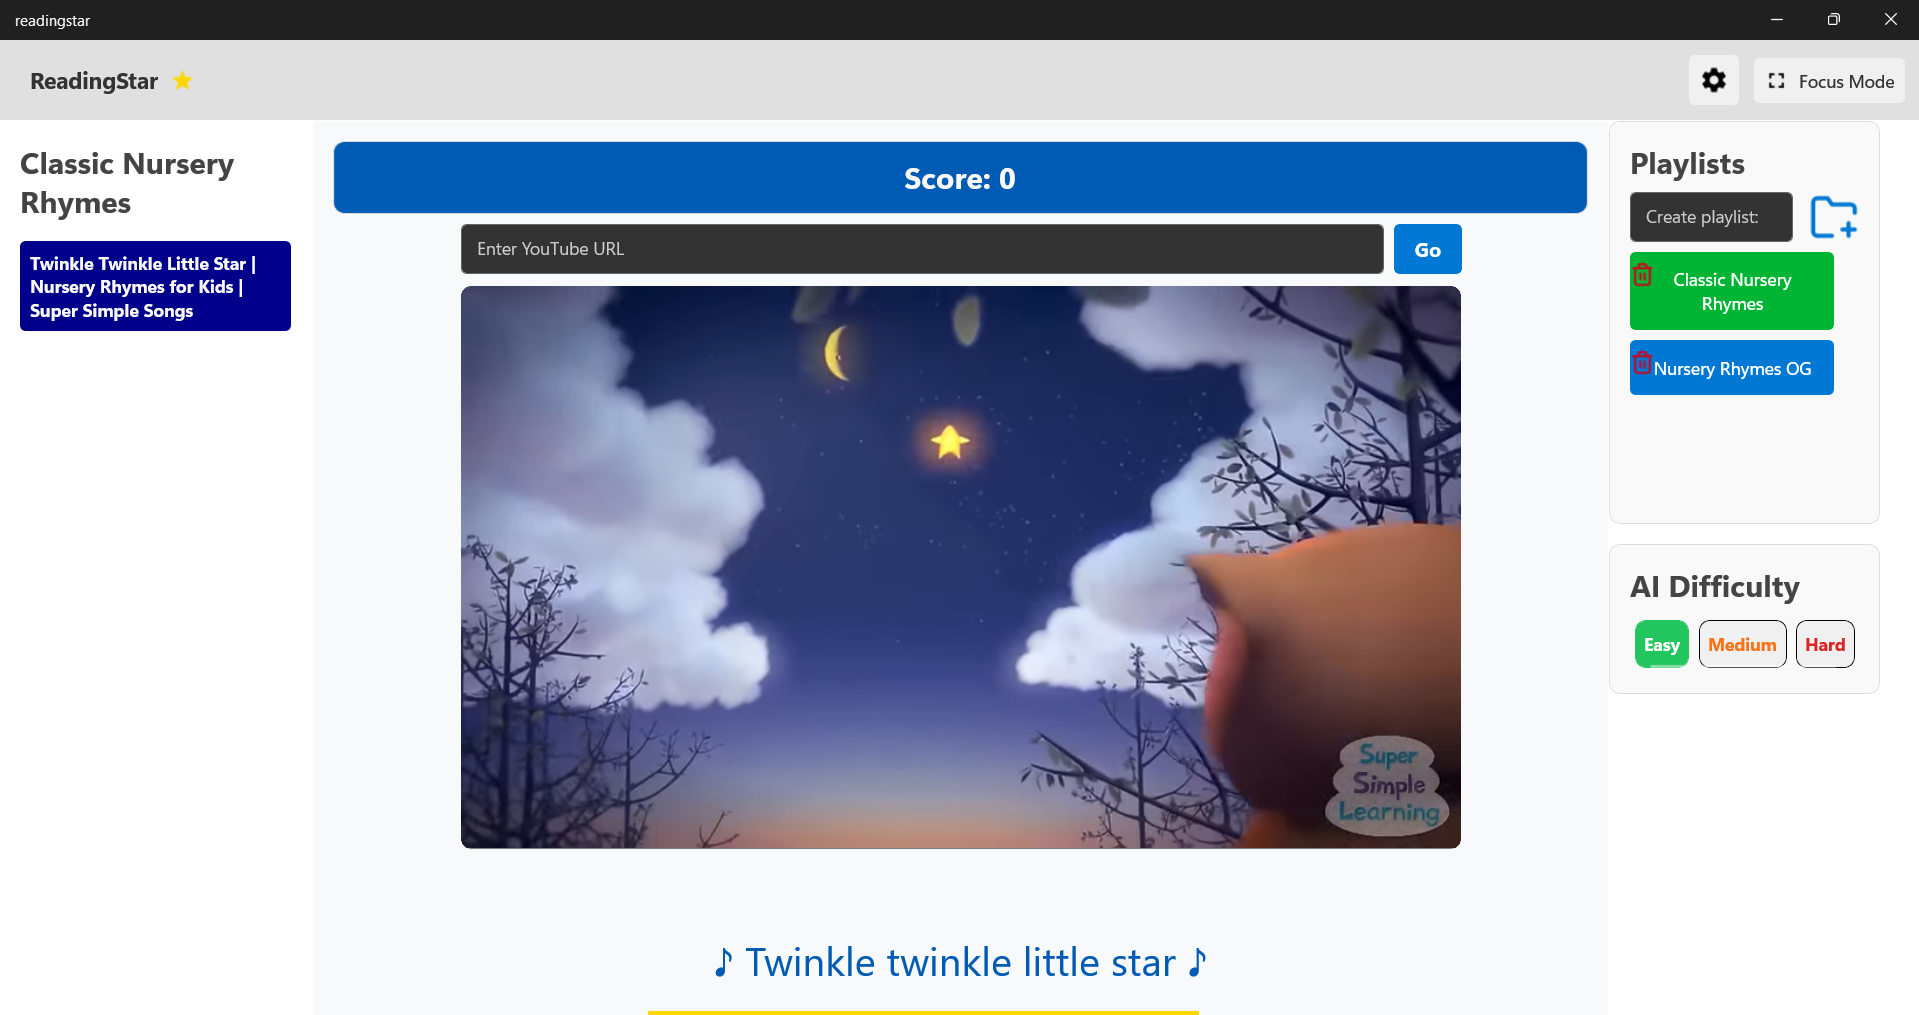 readingstar
ReadingStar
Focus Mode
Classic Nursery
Rhymes
Twinkle Twinkle Little Star |
Nursery Rhymes for Kids |
Super Simple Songs
Score: 0
Enter YouTube URL
Go
Super
Simple
Learning
♪ Twinkle twinkle little star ♪
Playlists
Create playlist:
Classic Nursery
Rhymes
Nursery Rhymes OG
AI Difficulty
Easy
Medium
Hard